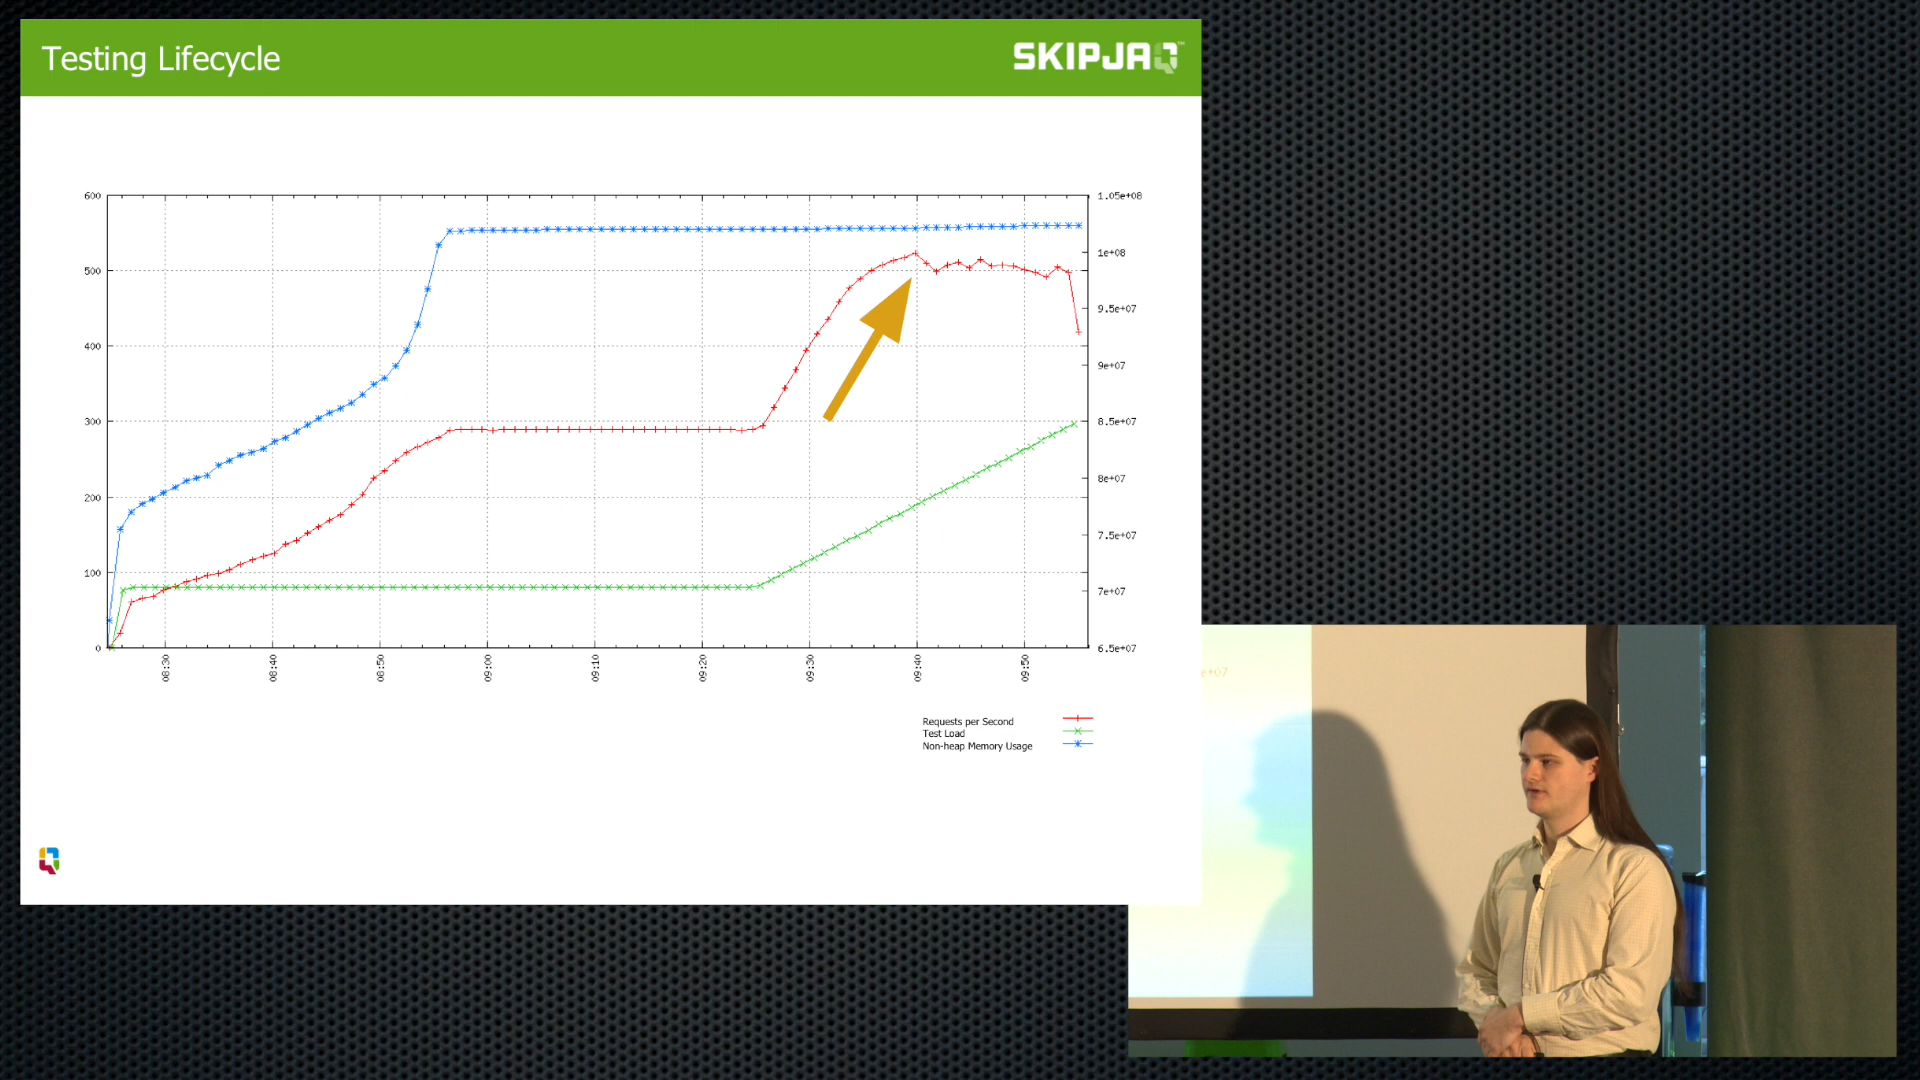 Testing Lifecycle
SKIPJAQ™
600
500
400
300
200
100
0
1.05e+08
1e+08
9.5e+07
9e+07
8.5e+07
8e+07
7.5e+07
7e+07
6.5e+07
08:30
08:40
08:50
09:00
09:10
09:20
09:30
09:40
09:50
Requests per Second
Test Load
Non-heap Memory Usage
e+07